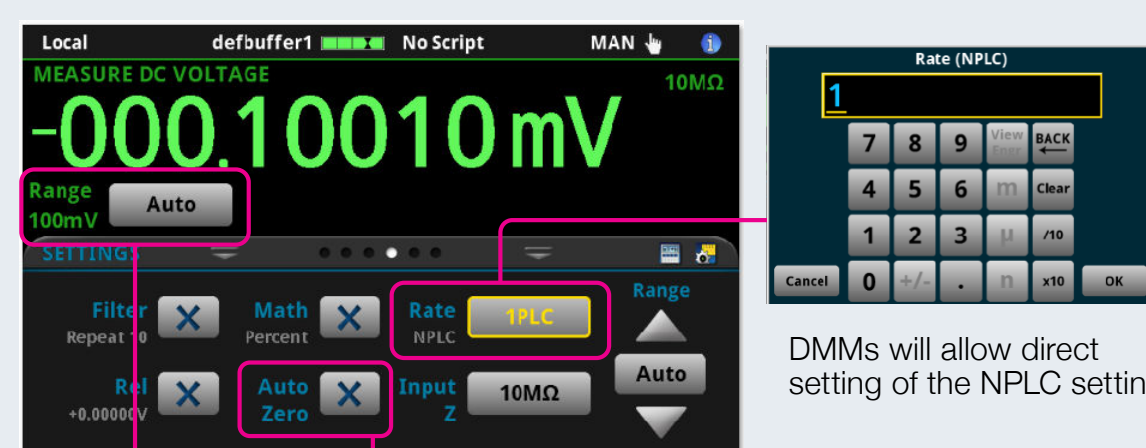 Local defbuffer1 No Script MAN
MEASURE DC VOLTAGE
10MΩ
-000.10010 mV
Range
100mV
Auto
SETTINGS
Filter
Repeat 10
Math
Percent
Rate
NPLC
1PLC
Range
Rel
+0.00000V
Auto
Zero
Input
Z
10MΩ
Auto
Rate (NPLC)
1
7 8 9 View Engr BACK
4 5 6 m Clear
1 2 3 µ /10
Cancel 0 +/- . n x10 OK
DMMs will allow direct
setting of the NPLC settin